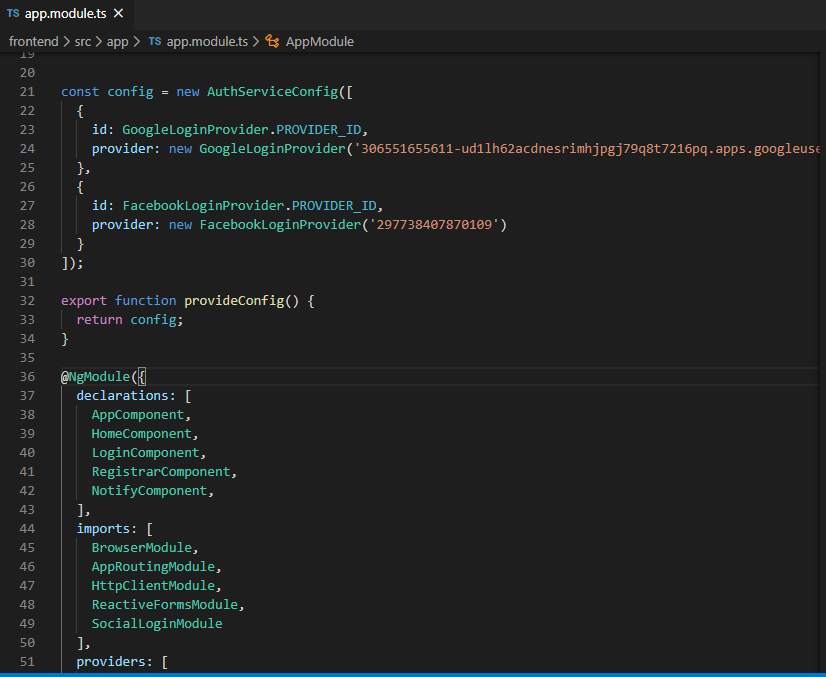 TS app.module.ts ×
frontend > src > app > TS app.module.ts > AppModule
19
20
21 const config = new AuthServiceConfig([
22 {
23 id: GoogleLoginProvider.PROVIDER_ID,
24 provider: new GoogleLoginProvider('306551655611-ud1lh62acdnesrimhjpgj79q8t7216pq.apps.googleuse
25 },
26 {
27 id: FacebookLoginProvider.PROVIDER_ID,
28 provider: new FacebookLoginProvider('297738407870109')
29 }
30 ]);
31
32 export function provideConfig() {
33 return config;
34 }
35
36 @NgModule({
37 declarations: [
38 AppComponent,
39 HomeComponent,
40 LoginComponent,
41 RegistrarComponent,
42 NotifyComponent,
43 ],
44 imports: [
45 BrowserModule,
46 AppRoutingModule,
47 HttpClientModule,
48 ReactiveFormsModule,
49 SocialLoginModule
50 ],
51 providers: [